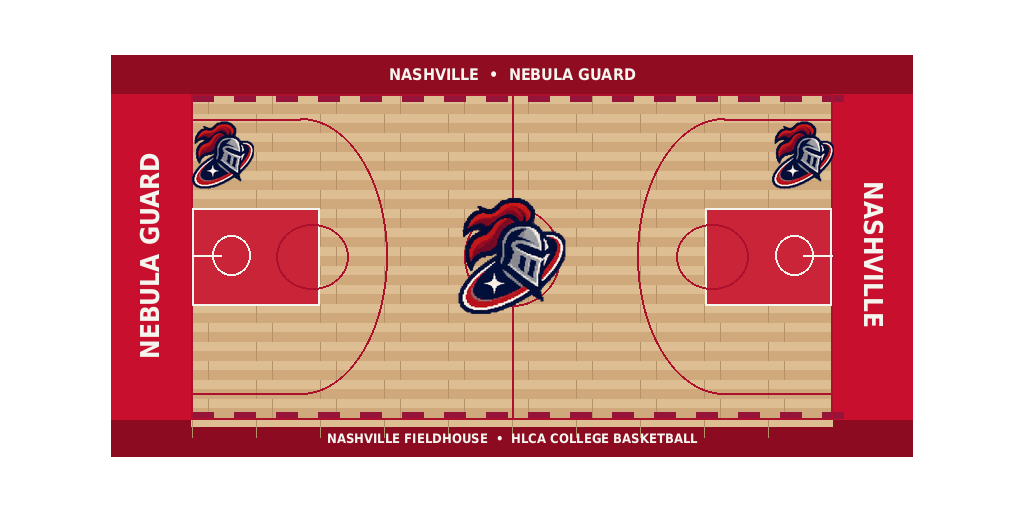 NASHVILLE • NEBULA GUARD
NEBULA GUARD
NASHVILLE
NASHVILLE FIELDHOUSE • HLCA COLLEGE BASKETBALL